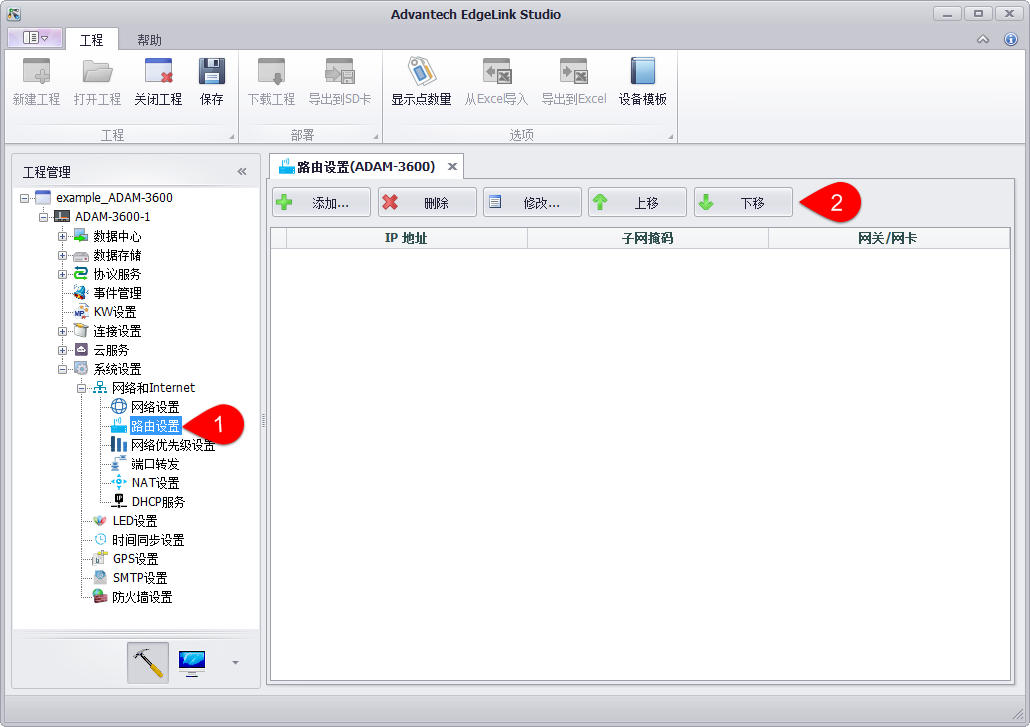 Advantech EdgeLink Studio
工程 帮助
新建工程 打开工程 关闭工程 保存 下载工程 导出到SD卡 显示点数量 从Excel导入 导出到Excel 设备模板
工程 部署 选项
工程管理
example_ADAM-3600
ADAM-3600-1
数据中心
数据存储
协议服务
事件管理
KW设置
连接设置
云服务
系统设置
网络和Internet
网络设置
路由设置 1
网络优先级设置
端口转发
NAT设置
DHCP服务
LED设置
时间同步设置
GPS设置
SMTP设置
防火墙设置
路由设置(ADAM-3600)
添加... 删除 修改... 上移 下移 2
IP 地址 子网掩码 网关/网卡